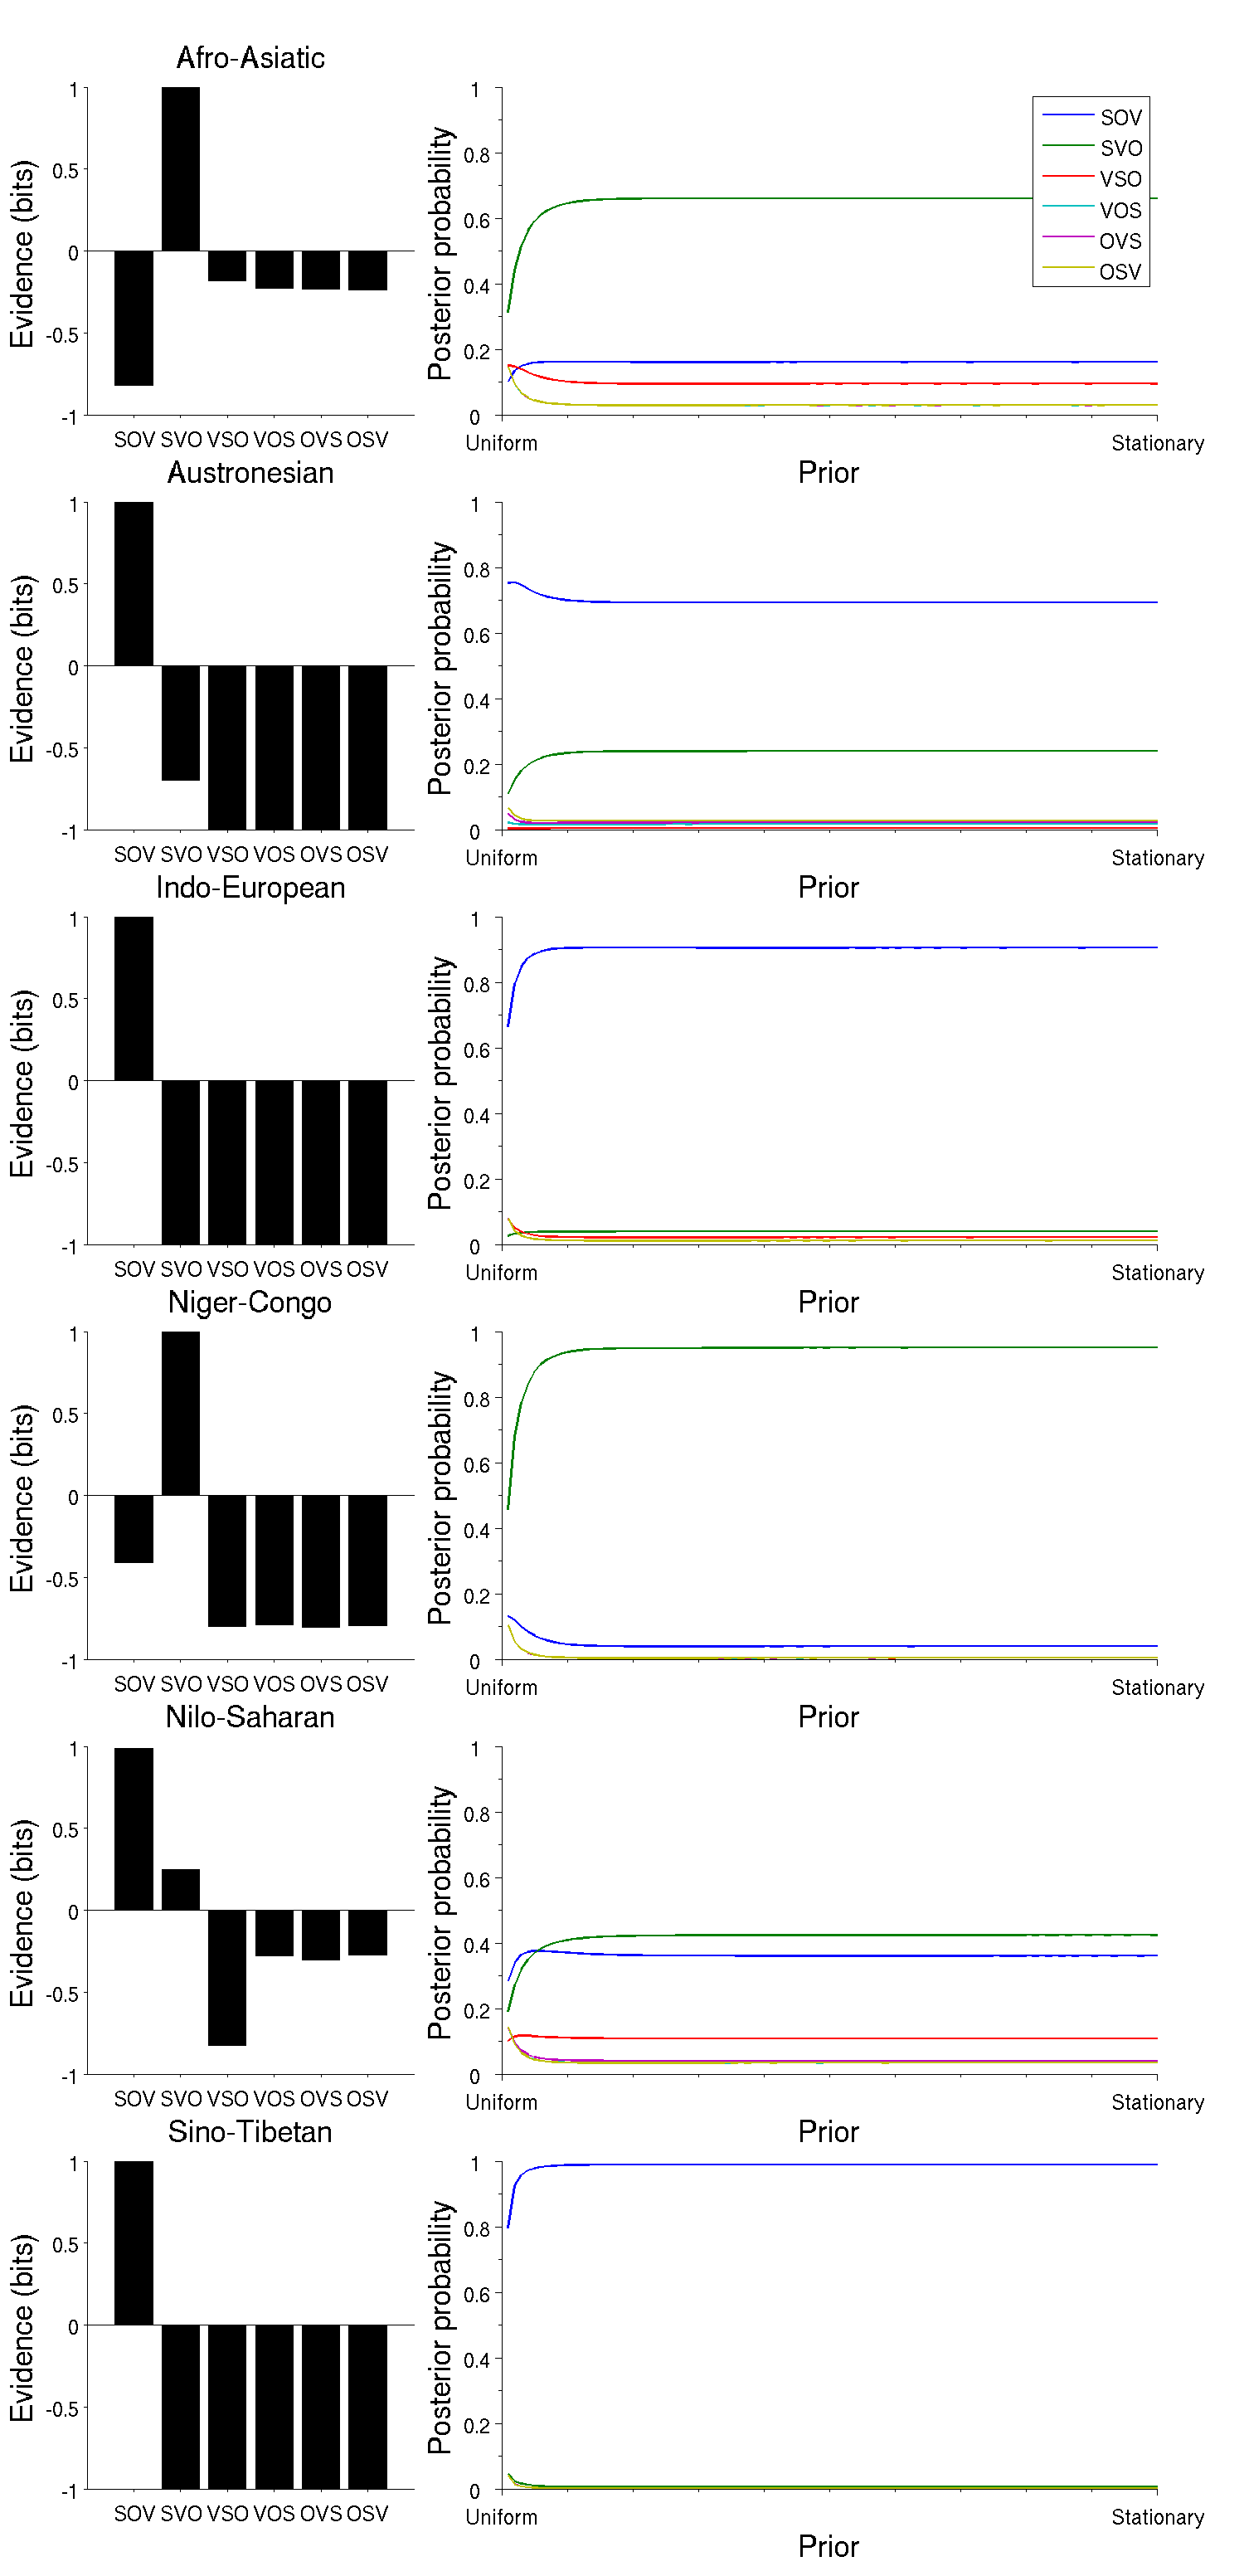 Afro-Asiatic
Evidence (bits)
1
0.5
0
-0.5
-1
SOV SVO VSO VOS OVS OSV
Posterior probability
1
0.8
0.6
0.4
0.2
0
Uniform
Stationary
Prior
SOV
SVO
VSO
VOS
OVS
OSV
Austronesian
Evidence (bits)
1
0.5
0
-0.5
-1
SOV SVO VSO VOS OVS OSV
Posterior probability
1
0.8
0.6
0.4
0.2
0
Uniform
Stationary
Prior
Indo-European
Evidence (bits)
1
0.5
0
-0.5
-1
SOV SVO VSO VOS OVS OSV
Posterior probability
1
0.8
0.6
0.4
0.2
0
Uniform
Stationary
Prior
Niger-Congo
Evidence (bits)
1
0.5
0
-0.5
-1
SOV SVO VSO VOS OVS OSV
Posterior probability
1
0.8
0.6
0.4
0.2
0
Uniform
Stationary
Prior
Nilo-Saharan
Evidence (bits)
1
0.5
0
-0.5
-1
SOV SVO VSO VOS OVS OSV
Posterior probability
1
0.8
0.6
0.4
0.2
0
Uniform
Stationary
Prior
Sino-Tibetan
Evidence (bits)
1
0.5
0
-0.5
-1
SOV SVO VSO VOS OVS OSV
Posterior probability
1
0.8
0.6
0.4
0.2
0
Uniform
Stationary
Prior